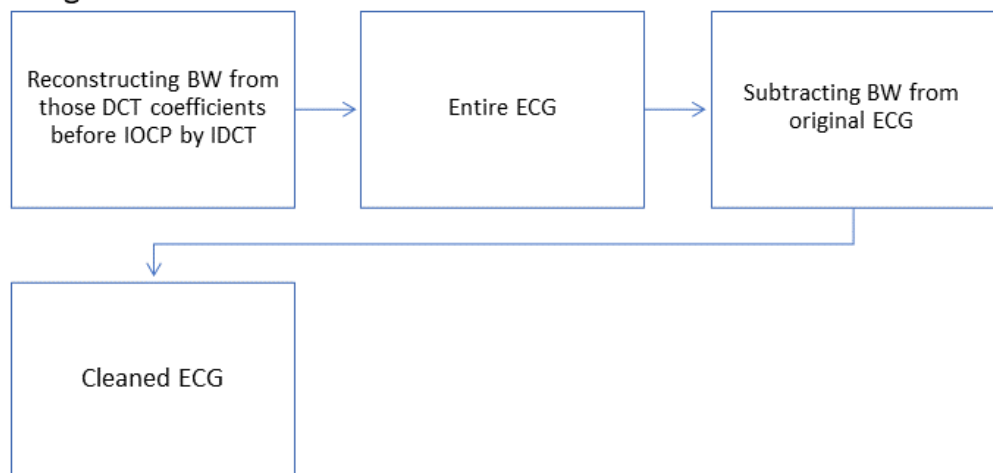 Reconstructing BW from
those DCT coefficients
before IOCP by IDCT
Entire ECG
Subtracting BW from
original ECG
Cleaned ECG